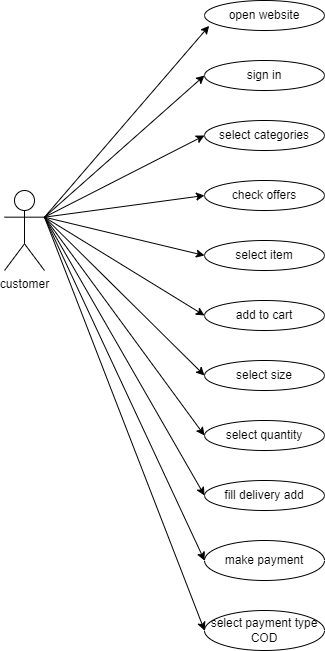 open website
sign in
select categories
check offers
select item
customer
add to cart
select size
select quantity
fill delivery add
make payment
select payment type
COD